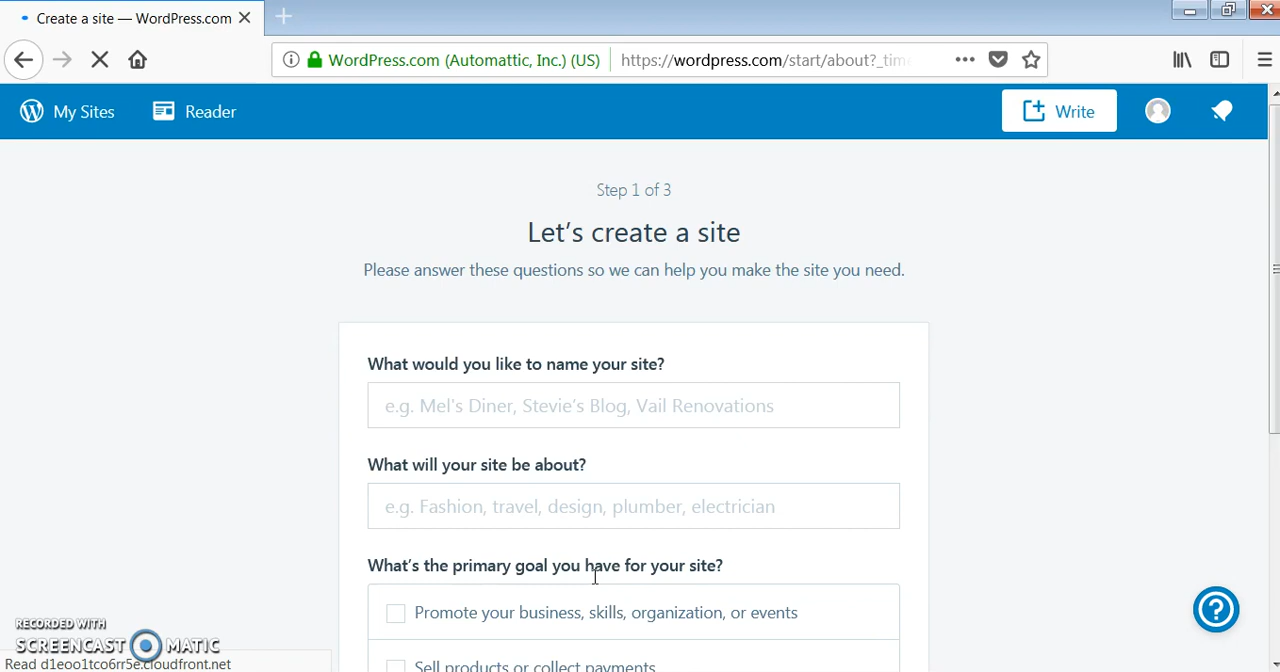 Create a site — WordPress.com
WordPress.com (Automattic, Inc.) (US)
https://wordpress.com/start/about?_time
My Sites
Reader
Write
Step 1 of 3
Let's create a site
Please answer these questions so we can help you make the site you need.
What would you like to name your site?
e.g. Mel's Diner, Stevie's Blog, Vail Renovations
What will your site be about?
e.g. Fashion, travel, design, plumber, electrician
What's the primary goal you have for your site?
Promote your business, skills, organization, or events
Sell products or collect payments
RECORDED WITH
SCREENCAST MATIC
Read d1eoo1tco6rr5e.cloudfront.net